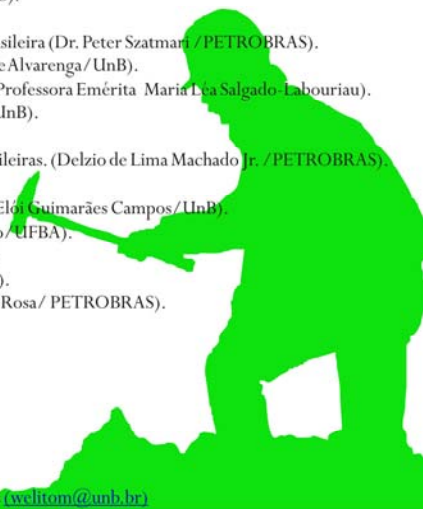 ).
sileira (Dr. Peter Szatmari /PETROBRAS).
e Alvarenga/UnB).
Professora Emérita Maria Léa Salgado-Labouriau).
UnB).
ileiras. (Delzio de Lima Machado Jr. /PETROBRAS).
Elói Guimarães Campos/UnB).
o/UFBA).
).
Rosa/ PETROBRAS).
(welitom@unb.br)